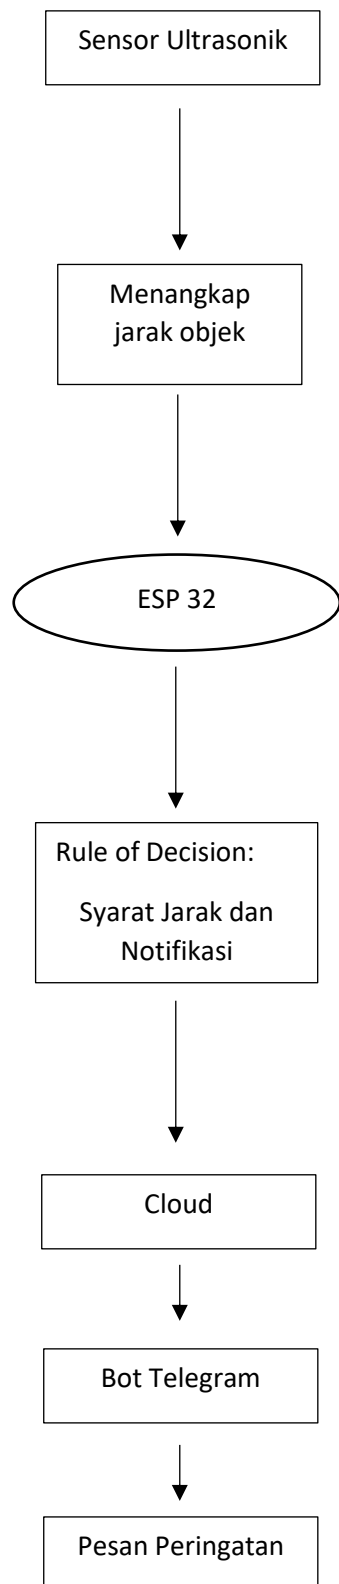 Sensor Ultrasonik
Menangkap
jarak objek
ESP 32
Rule of Decision:
Syarat Jarak dan
Notifikasi
Cloud
Bot Telegram
Pesan Peringatan